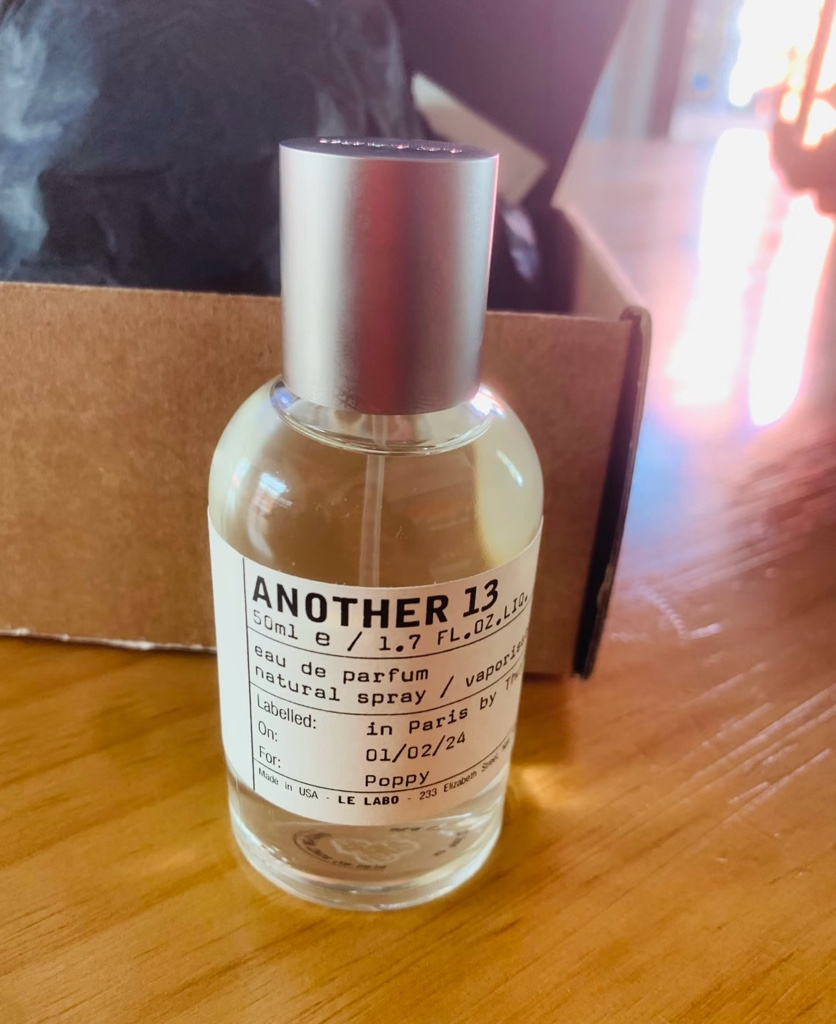 ANOTHER 13
50ml e / 1.7 FL.OZ.LIQ.
eau de parfum
natural spray /
Labelled: in Paris by
On: 01/02/24
For: Poppy
Made in USA - LE LABO - 233 Elizabeth Street,